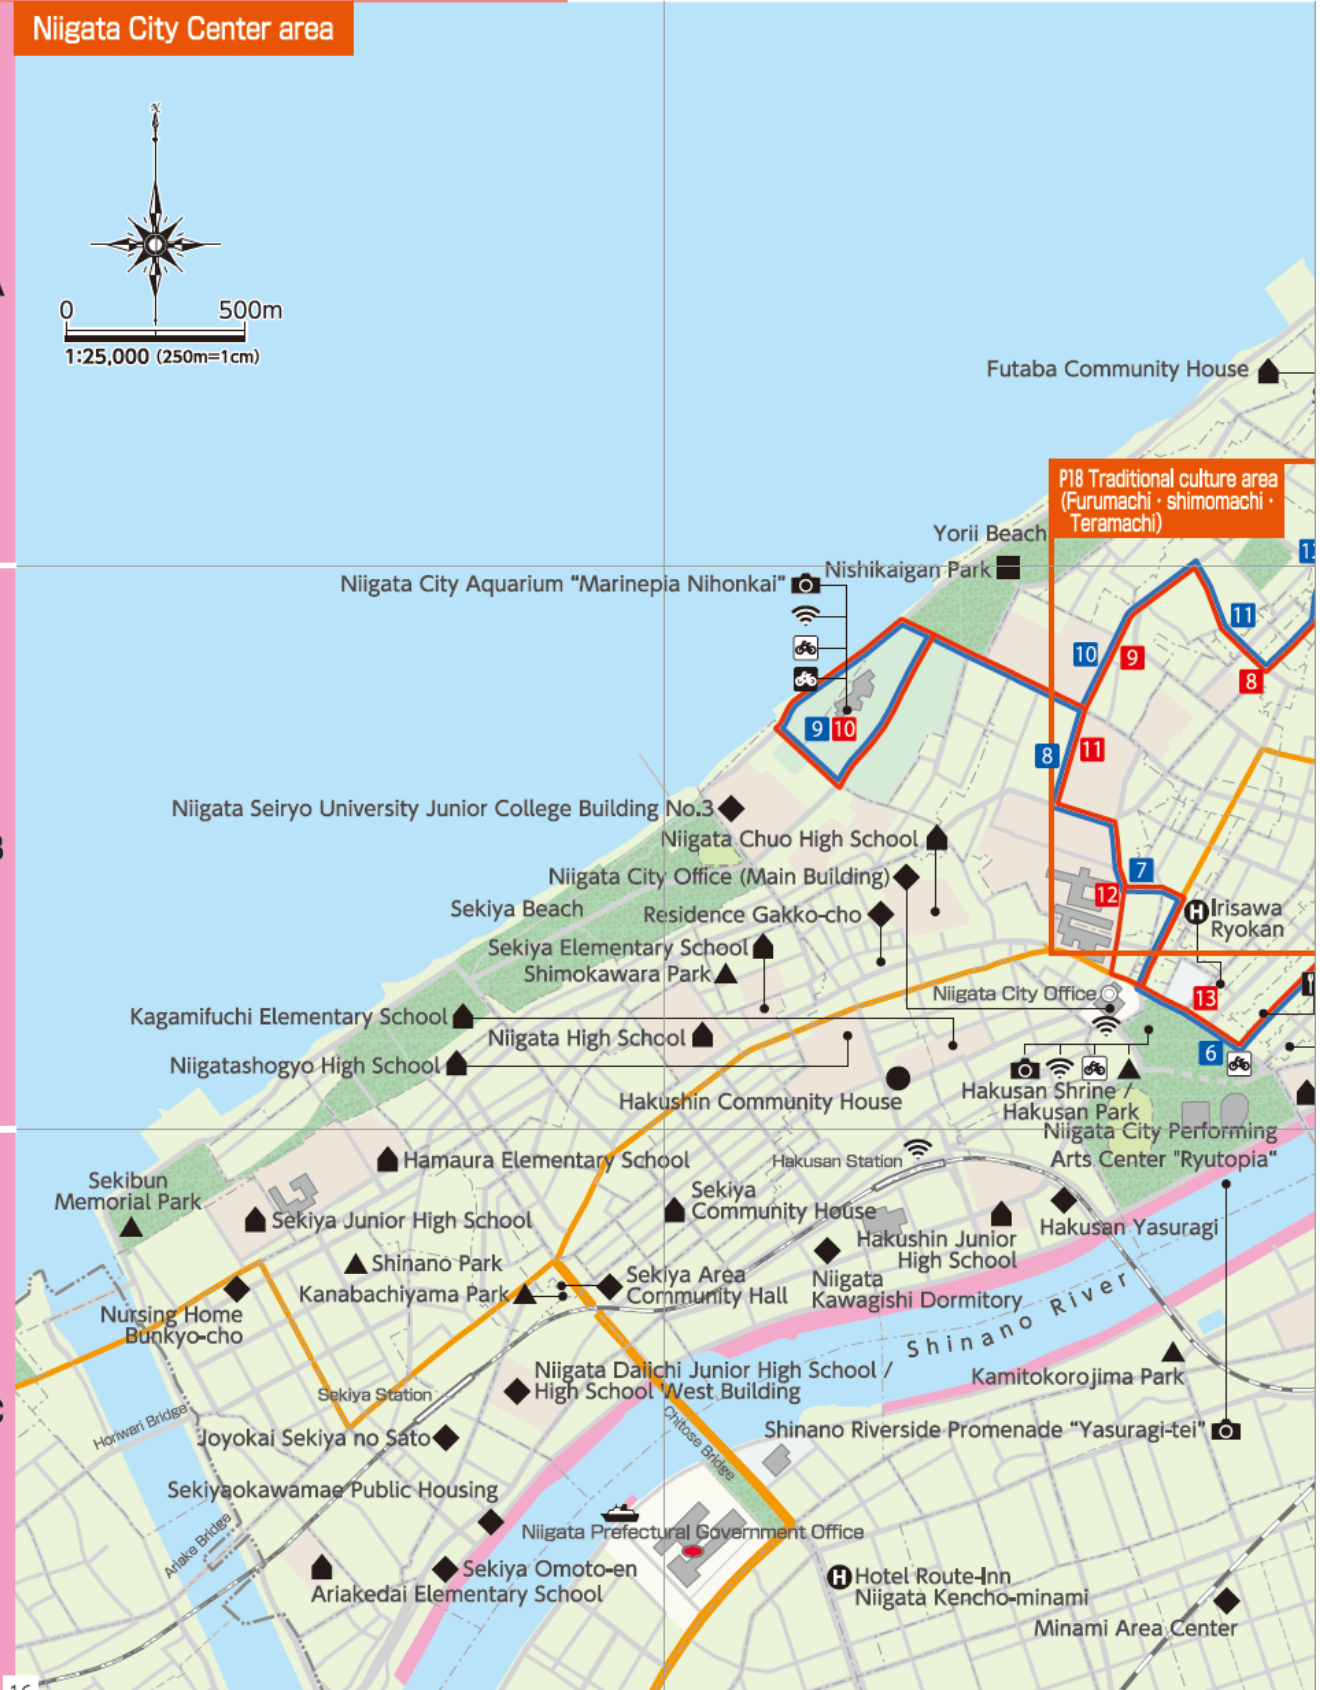 Niigata City Center area
N
0 500m
1:25,000 (250m=1cm)
Futaba Community House
P18 Traditional culture area
(Furumachi・shimomachi・
Teramachi)
Yorii Beach
Nishikaigan Park
Niigata City Aquarium "Marinepia Nihonkai"
11
10
9
8
9 10
8
11
Niigata Seiryo University Junior College Building No.3
Niigata Chuo High School
Niigata City Office (Main Building)
7
12
Sekiya Beach
Residence Gakko-cho
H Irisawa
Ryokan
Sekiya Elementary School
Shimokawara Park
Niigata City Office
13
Kagamifuchi Elementary School
Niigata High School
Niigatashogyo High School
6
Hakushin Community House
Hakusan Shrine /
Hakusan Park
Niigata City Performing
Arts Center "Ryutopia"
Hamaura Elementary School
Hakusan Station
Sekibun
Memorial Park
Sekiya Junior High School
Sekiya
Community House
Hakusan Yasuragi
Hakushin Junior
High School
Shinano Park
Kanabachiyama Park
Sekiya Area
Community Hall
Niigata
Kawagishi Dormitory
Nursing Home
Bunkyo-cho
Shinano River
Niigata Daiichi Junior High School /
High School West Building
Kamitokorojima Park
Sekiya Station
Horiwari Bridge
Chitose Bridge
Joyokai Sekiya no Sato
Shinano Riverside Promenade "Yasuragi-tei"
Sekiyaokawamae Public Housing
Ariake Bridge
Niigata Prefectural Government Office
Sekiya Omoto-en
Ariakedai Elementary School
H Hotel Route-Inn
Niigata Kencho-minami
Minami Area Center